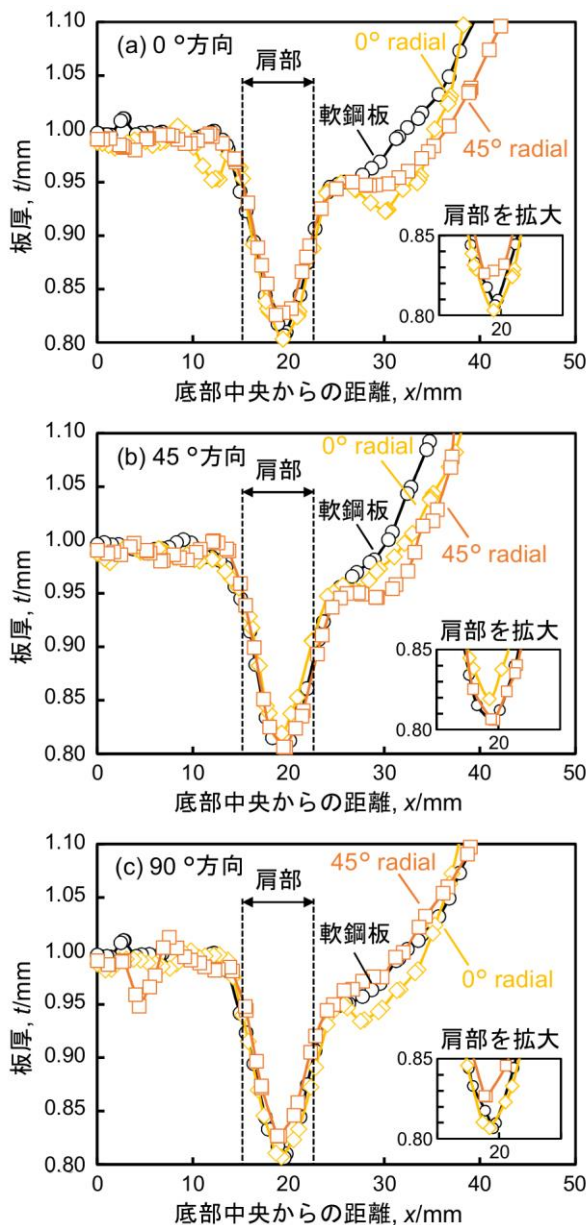 (a) 0 °方向
肩部
0° radial
軟鋼板
45° radial
肩部を拡大
0.85
0.80
20
1.10
1.05
1.00
0.95
0.90
0.85
0.80
板厚, t/mm
0 10 20 30 40 50
底部中央からの距離, x/mm
(b) 45 °方向
肩部
0° radial
軟鋼板
45° radial
肩部を拡大
0.85
0.80
20
1.10
1.05
1.00
0.95
0.90
0.85
0.80
板厚, t/mm
0 10 20 30 40 50
底部中央からの距離, x/mm
(c) 90 °方向
肩部
45° radial
軟鋼板
0° radial
肩部を拡大
0.85
0.80
20
1.10
1.05
1.00
0.95
0.90
0.85
0.80
板厚, t/mm
0 10 20 30 40 50
底部中央からの距離, x/mm